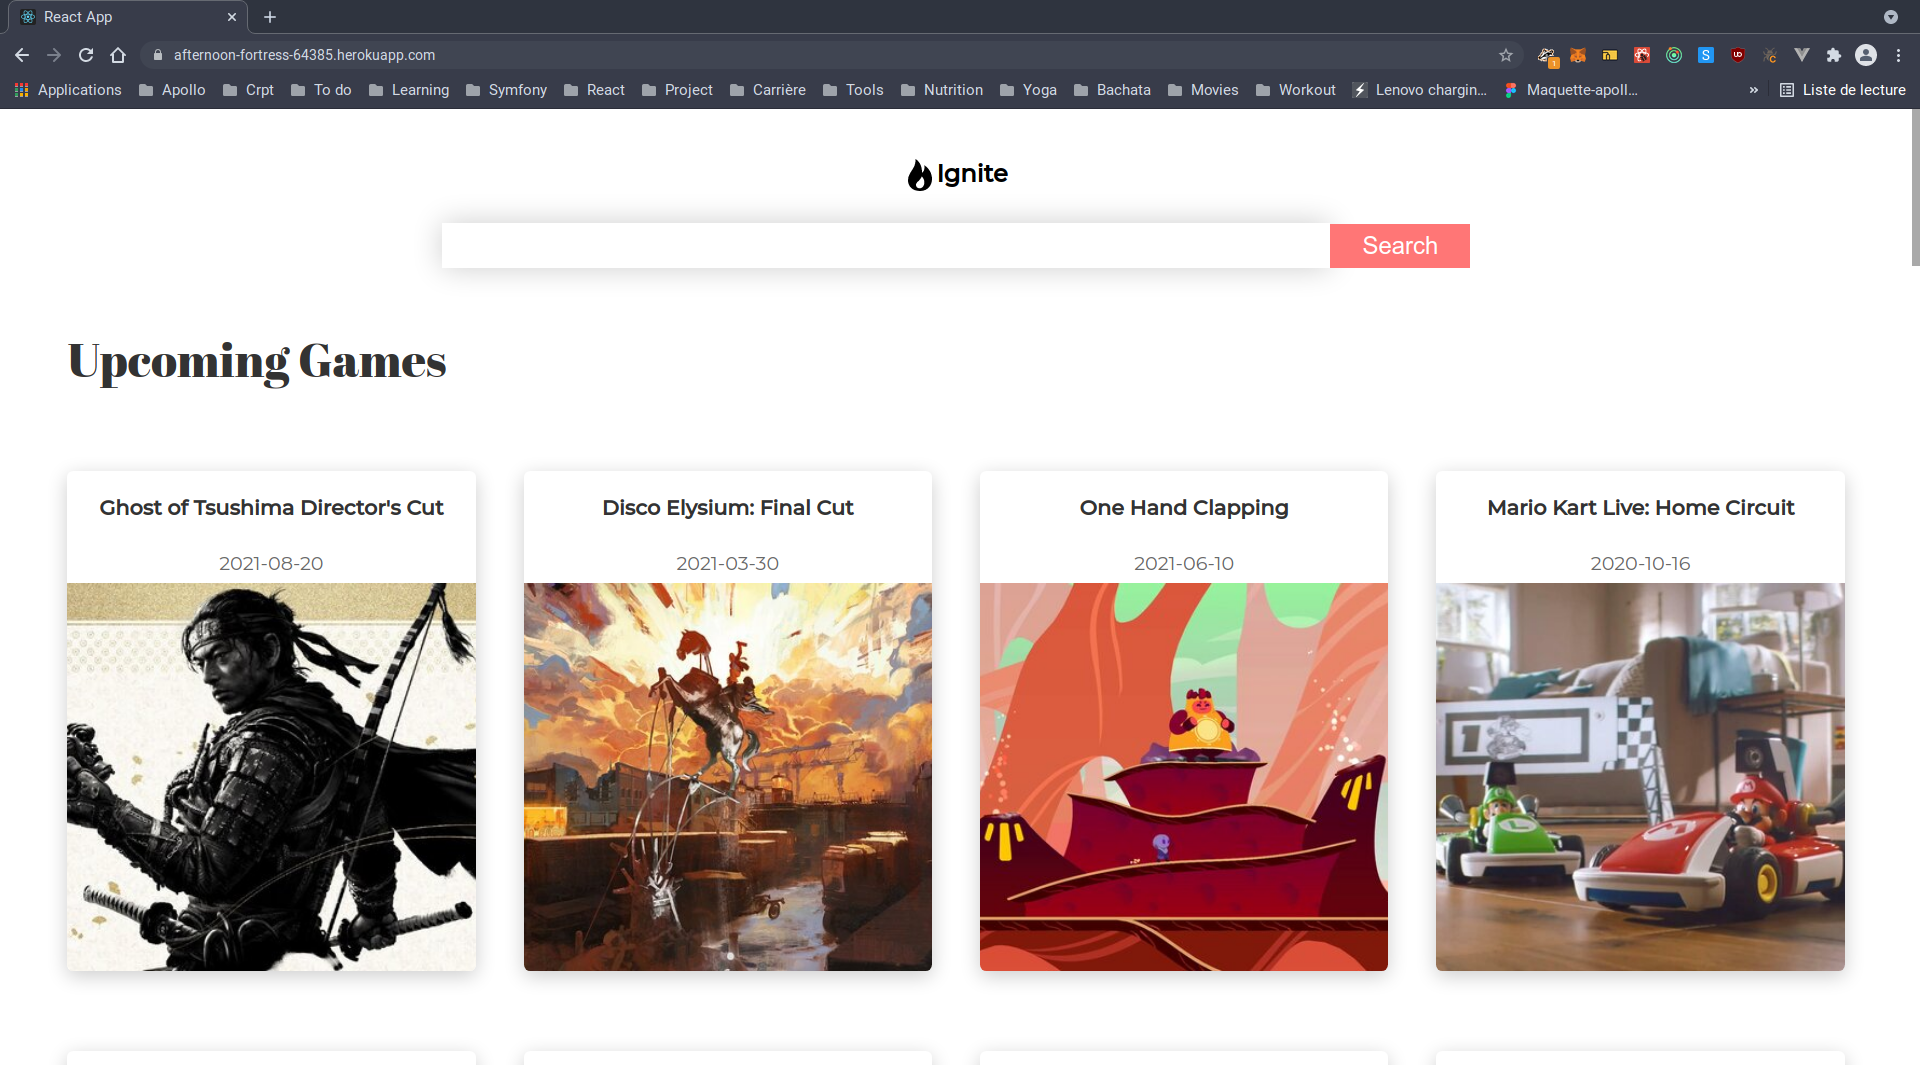 React App
afternoon-fortress-64385.herokuapp.com
Applications Apollo Crpt To do Learning Symfony React Project Carrière Tools Nutrition Yoga Bachata Movies Workout Lenovo chargin... Maquette-apoll... » Liste de lecture
Ignite
Search
Upcoming Games
Ghost of Tsushima Director's Cut
2021-08-20
Disco Elysium: Final Cut
2021-03-30
One Hand Clapping
2021-06-10
Mario Kart Live: Home Circuit
2020-10-16